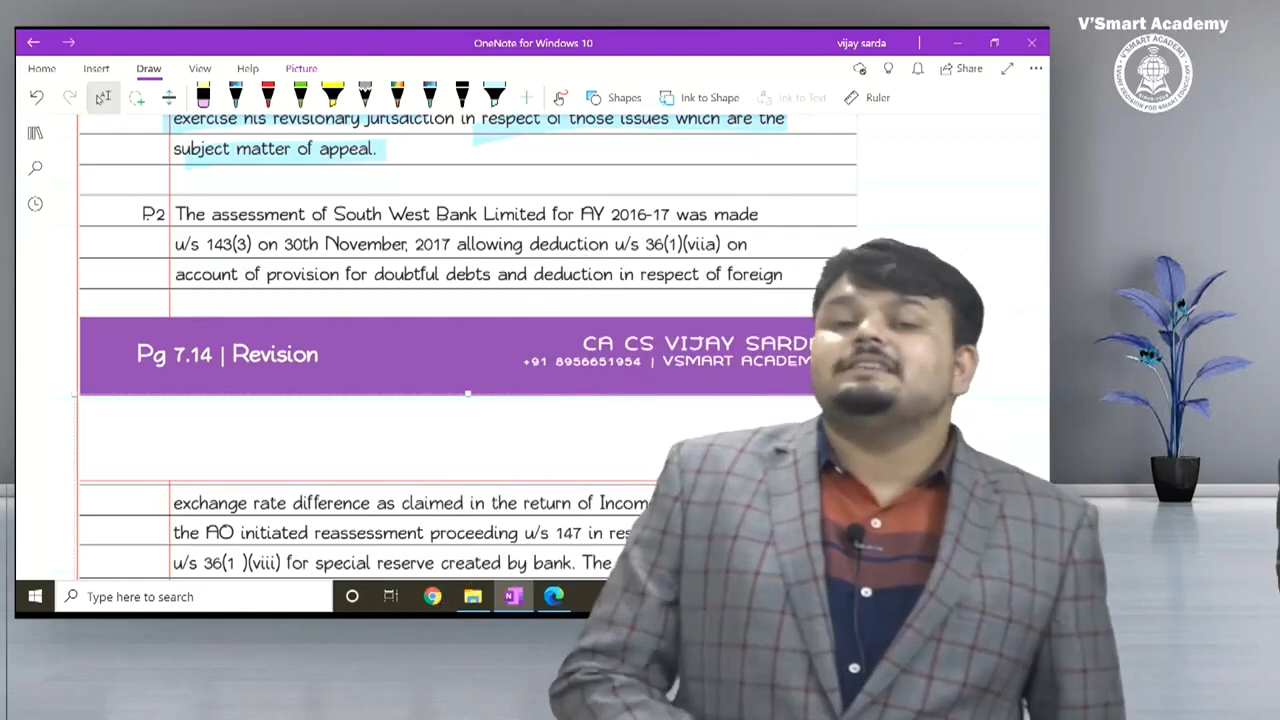 V'Smart Academy
OneNote for Windows 10
vijay sarda
Home Insert Draw View Help Picture
Share
Shapes Ink to Shape Ink to Text Ruler
exercise his revisionary jurisdiction in respect of those issues which are the
subject matter of appeal.
P.2 The assessment of South West Bank Limited for AY 2016-17 was made
u/s 143(3) on 30th November, 2017 allowing deduction u/s 36(1)(viia) on
account of provision for doubtful debts and deduction in respect of foreign
Pg 7.14 | Revision
CA CS VIJAY
+91 8956651954 | VSMART
exchange rate difference as claimed in the return of
the AO initiated reassessment proceeding u/s 147 in
u/s 36(1 )(viii) for special reserve created by bank. The
Type here to search